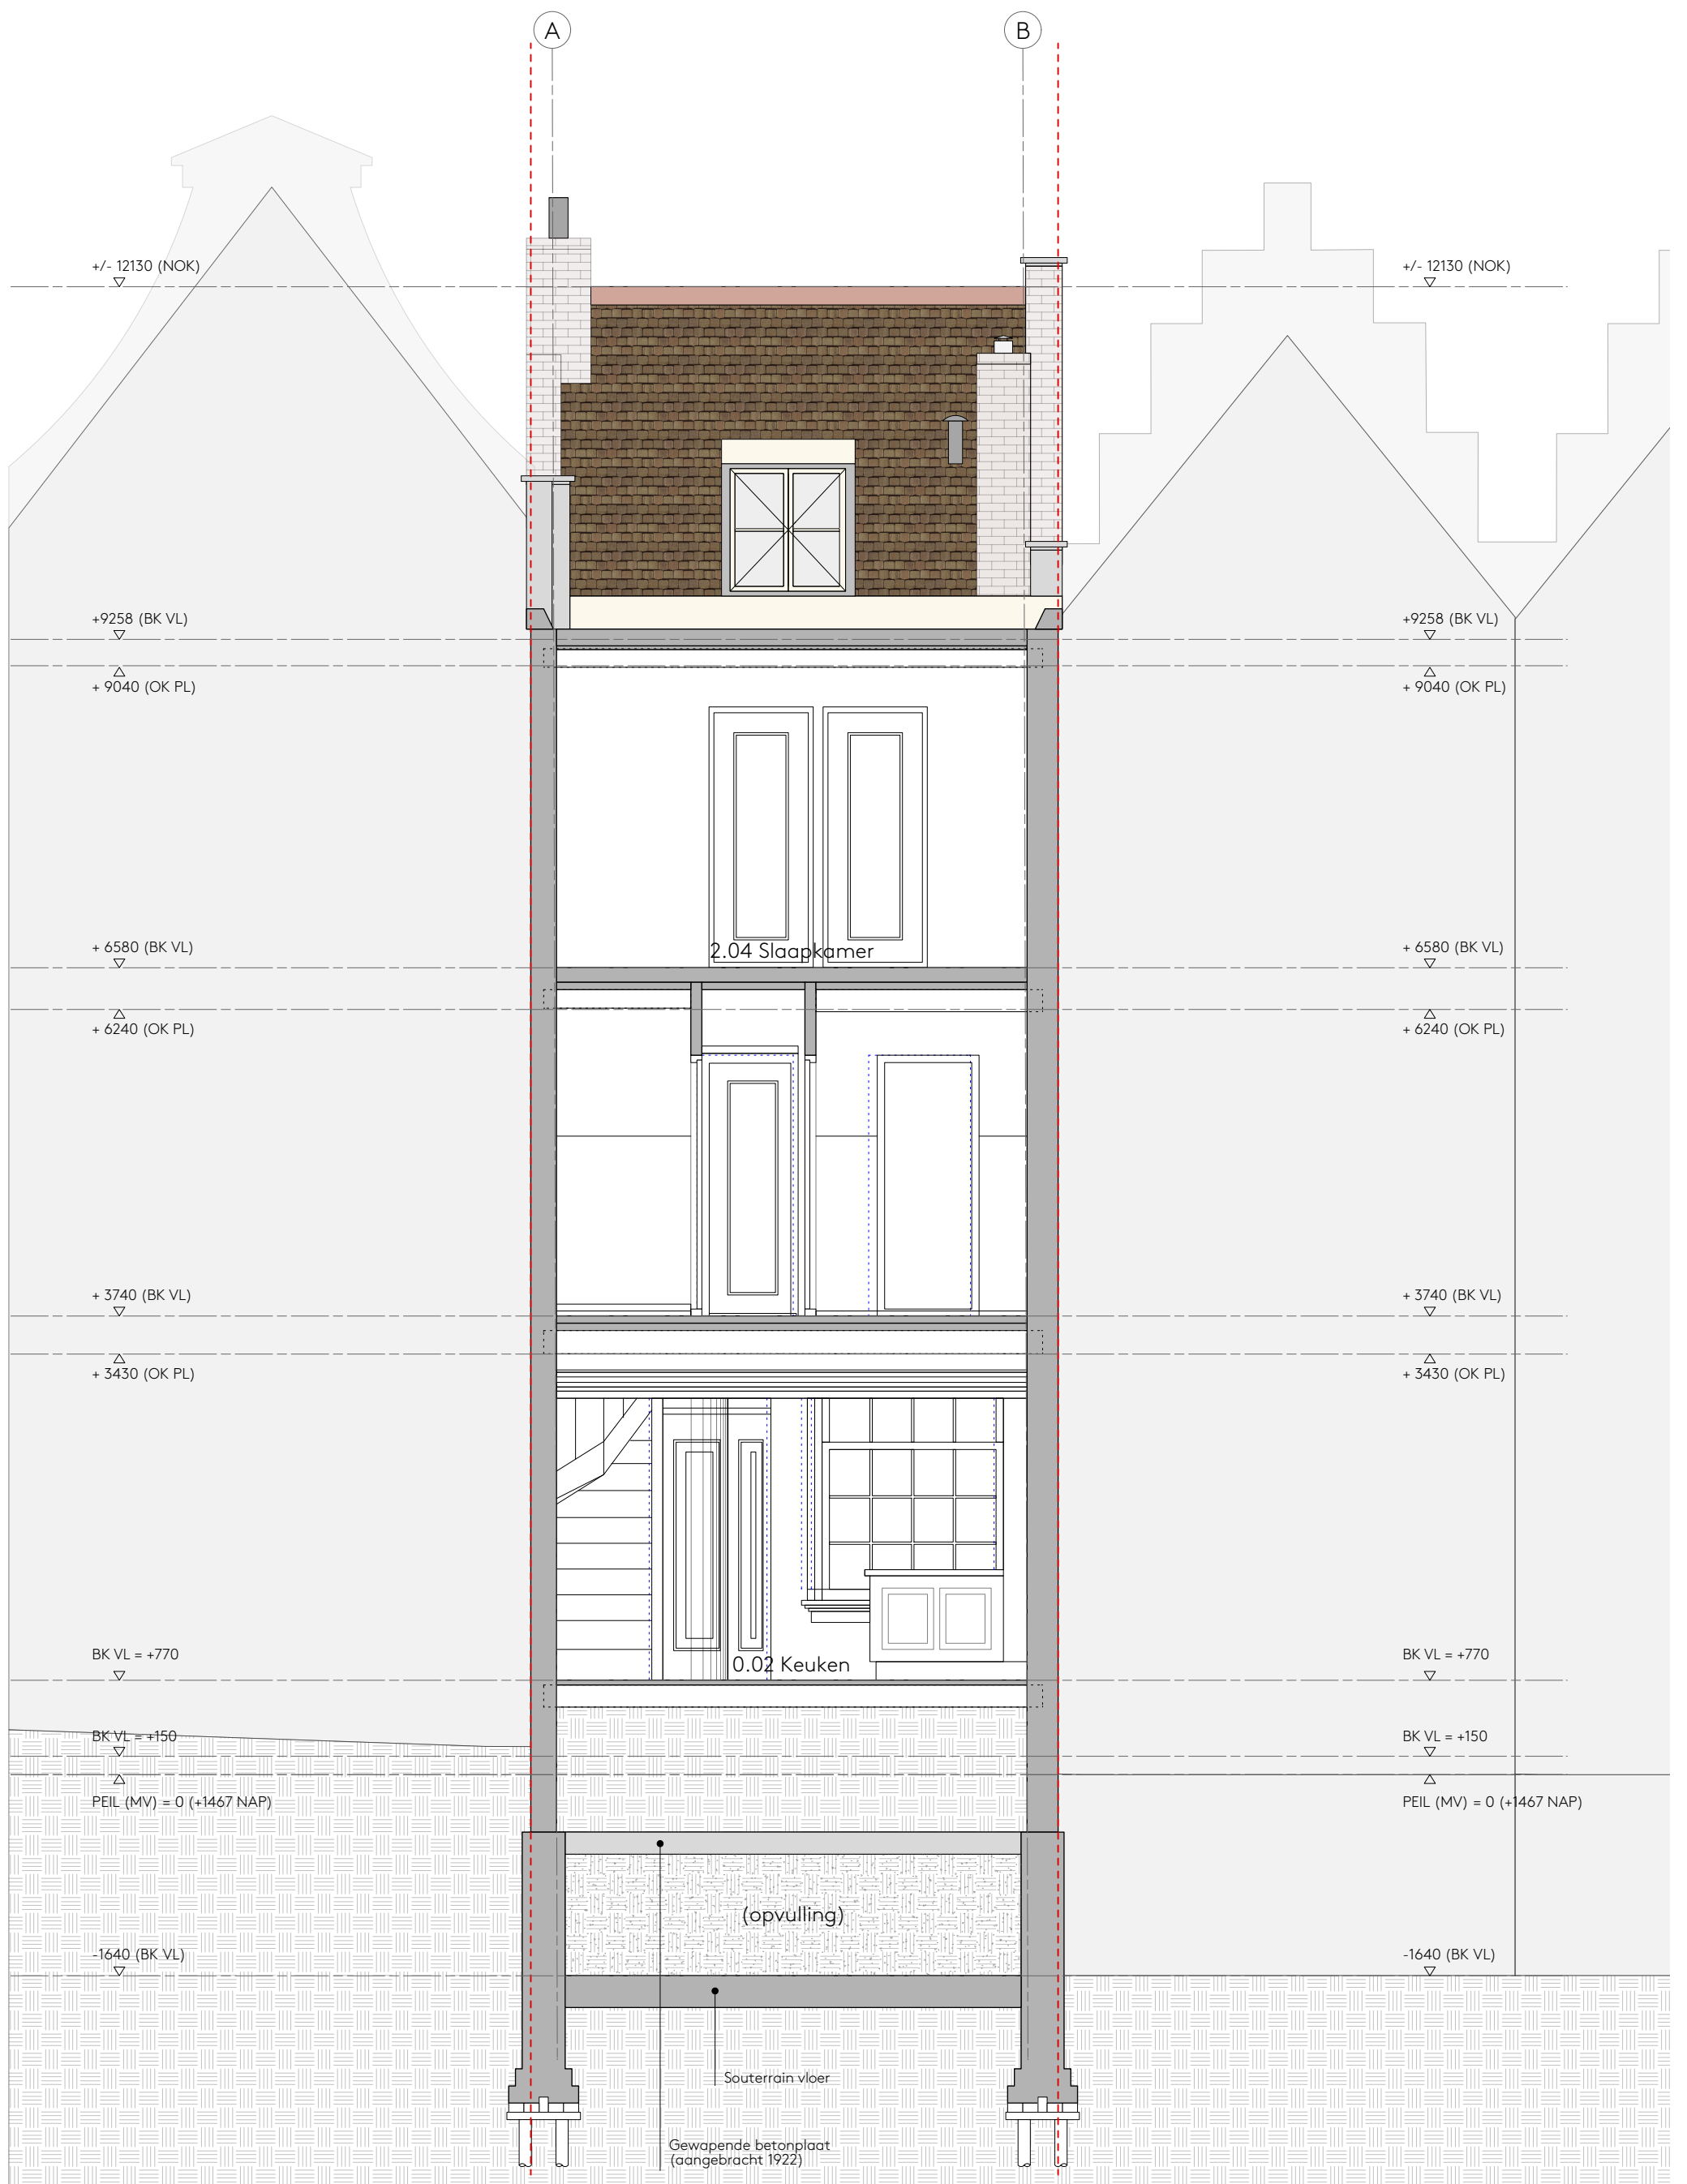 A B
+/- 12130 (NOK) +/- 12130 (NOK)
+9258 (BK VL) +9258 (BK VL)
+ 9040 (OK PL) + 9040 (OK PL)
+ 6580 (BK VL) 2.04 Slaapkamer + 6580 (BK VL)
+ 6240 (OK PL) + 6240 (OK PL)
+ 3740 (BK VL) + 3740 (BK VL)
+ 3430 (OK PL) + 3430 (OK PL)
BK VL = +770 0.02 Keuken BK VL = +770
BK VL = +150 BK VL = +150
PEIL (MV) = 0 (+1467 NAP) PEIL (MV) = 0 (+1467 NAP)
(opvulling)
-1640 (BK VL) -1640 (BK VL)
Souterrain vloer
Gewapende betonplaat
(aangebracht 1922)